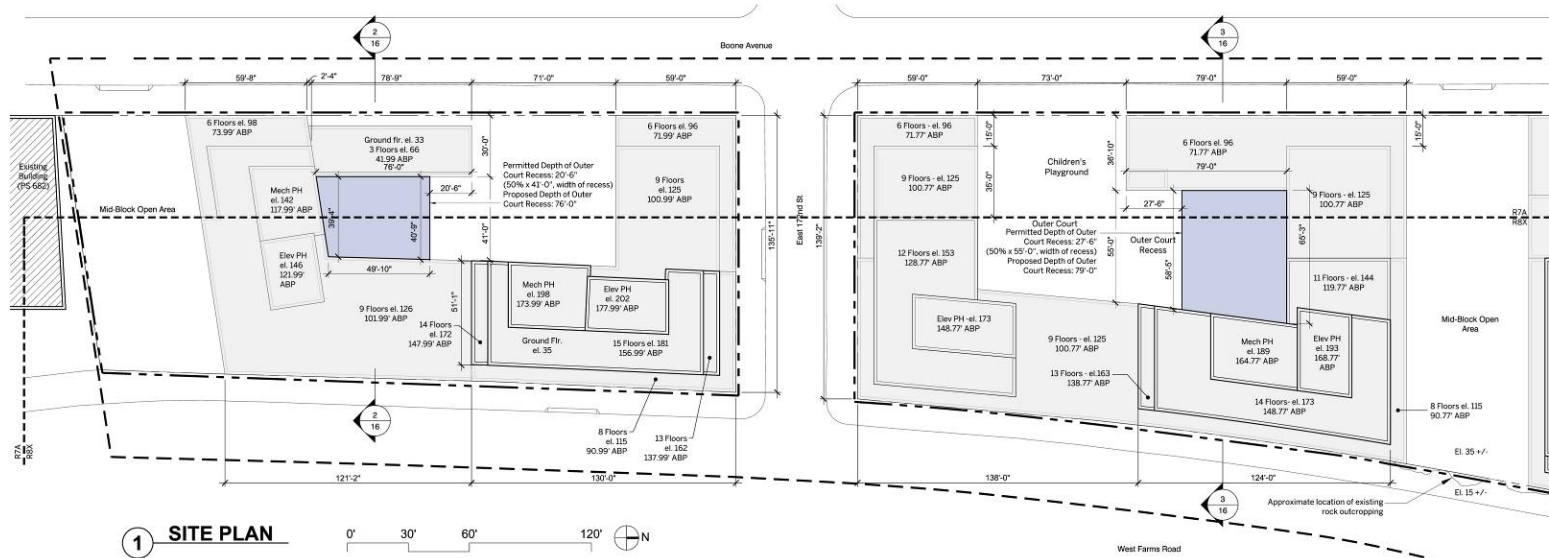 2
16
3
16
Boone Avenue
59'-8"
2'-4"
78'-9"
71'-0"
59'-0"
59'-0"
73'-0"
79'-0"
59'-0"
6 Floors el. 98
73.99' ABP
Ground flr. el. 33
3 Floors el. 66
41.99 ABP
76'-0"
30'-0"
6 Floors el. 96
71.99' ABP
6 Floors - el. 96
71.77' ABP
15'-0"
36'-10"
6 Floors el. 96
71.77' ABP
15'-0"
Existing
Building
(PS 682)
Mid-Block Open Area
Mech PH
el. 142
117.99' ABP
39'-4"
40'-9"
20'-6"
Permitted Depth of Outer
Court Recess: 20'-6"
(50% x 41'-0", width of recess)
Proposed Depth of Outer
Court Recess: 76'-0"
41'-0"
9 Floors
el. 125
100.99' ABP
135'-11"
East 172nd St.
139'-2"
9 Floors - el. 125
100.77' ABP
35'-0"
Children's
Playground
79'-0"
27'-6"
9 Floors - el. 125
100.77' ABP
R7A
R8X
Elev PH
el. 146
121.99'
ABP
49'-10"
12 Floors el. 153
128.77' ABP
Outer Court
Permitted Depth of Outer
Court Recess: 27'-6"
(50% x 55'-0", width of recess)
Proposed Depth of Outer
Court Recess: 79'-0"
55'-0"
Outer Court
Recess
58'-5"
65'-3"
11 Floors - el. 144
119.77' ABP
9 Floors el. 126
101.99' ABP
51'-1"
Mech PH
el. 198
173.99' ABP
Elev PH
el. 202
177.99' ABP
14 Floors
el. 172
147.99' ABP
Ground Flr.
el. 35
15 Floors el. 181
156.99' ABP
Elev PH -el. 173
148.77' ABP
9 Floors - el. 125
100.77' ABP
13 Floors - el.163
138.77' ABP
Mech PH
el. 189
164.77' ABP
Elev PH
el. 193
168.77'
ABP
14 Floors- el. 173
148.77' ABP
Mid-Block Open
Area
8 Floors el. 115
90.77' ABP
2
16
8 Floors
el. 115
90.99' ABP
13 Floors
el. 162
137.99' ABP
R7A
R8X
El. 35 +/-
El. 15 +/-
121'-2"
130'-0"
138'-0"
124'-0"
3
16
Approximate location of existing
rock outcropping
West Farms Road
1 SITE PLAN
0' 30' 60' 120' N